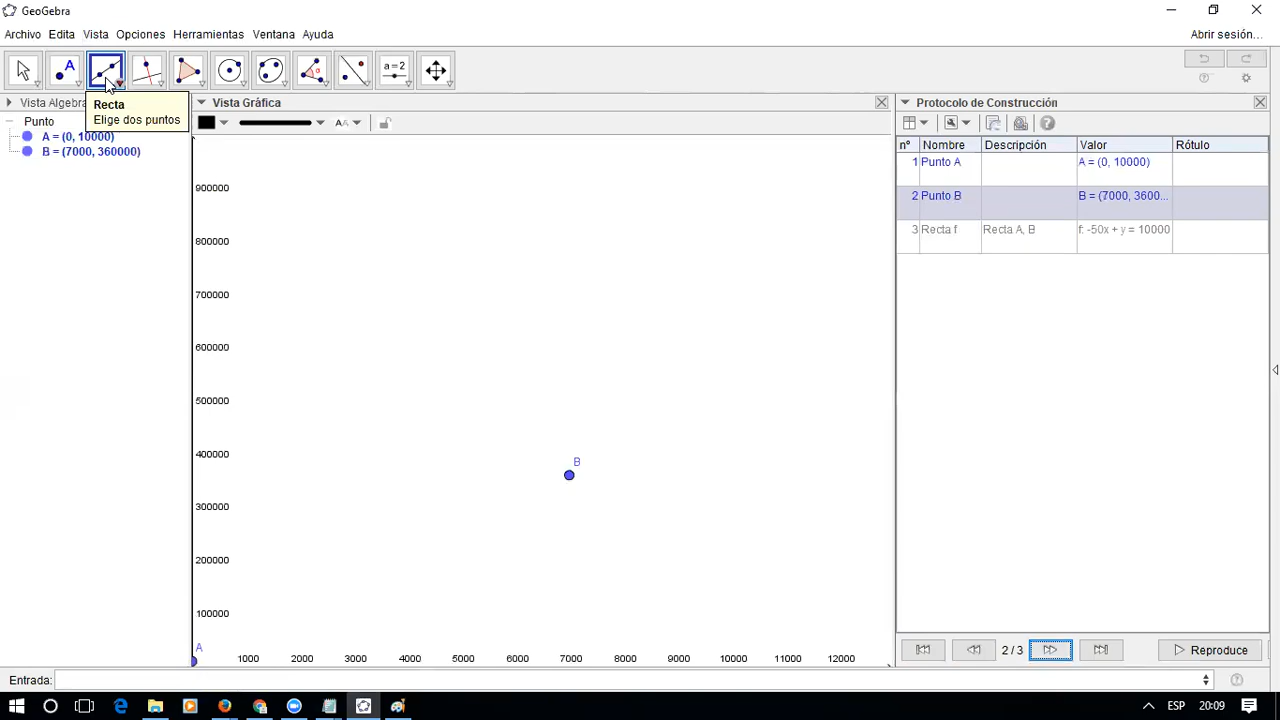 GeoGebra
Archivo Edita Vista Opciones Herramientas Ventana Ayuda
Abrir sesión...
A
a = 2
Recta
Elige dos puntos
Vista Algebra
Vista Gráfica
Protocolo de Construcción
AA
Punto
A = (0, 10000)
B = (7000, 360000)
nº Nombre Descripción Valor Rótulo
1 Punto A A = (0, 10000)
2 Punto B B = (7000, 3600...
3 Recta f Recta A, B f: -50x + y = 10000
900000
800000
700000
600000
500000
400000
300000
200000
100000
B
A
1000 2000 3000 4000 5000 6000 7000 8000 9000 10000 11000 12000
2 / 3
Reproduce
Entrada:
ESP 20:09